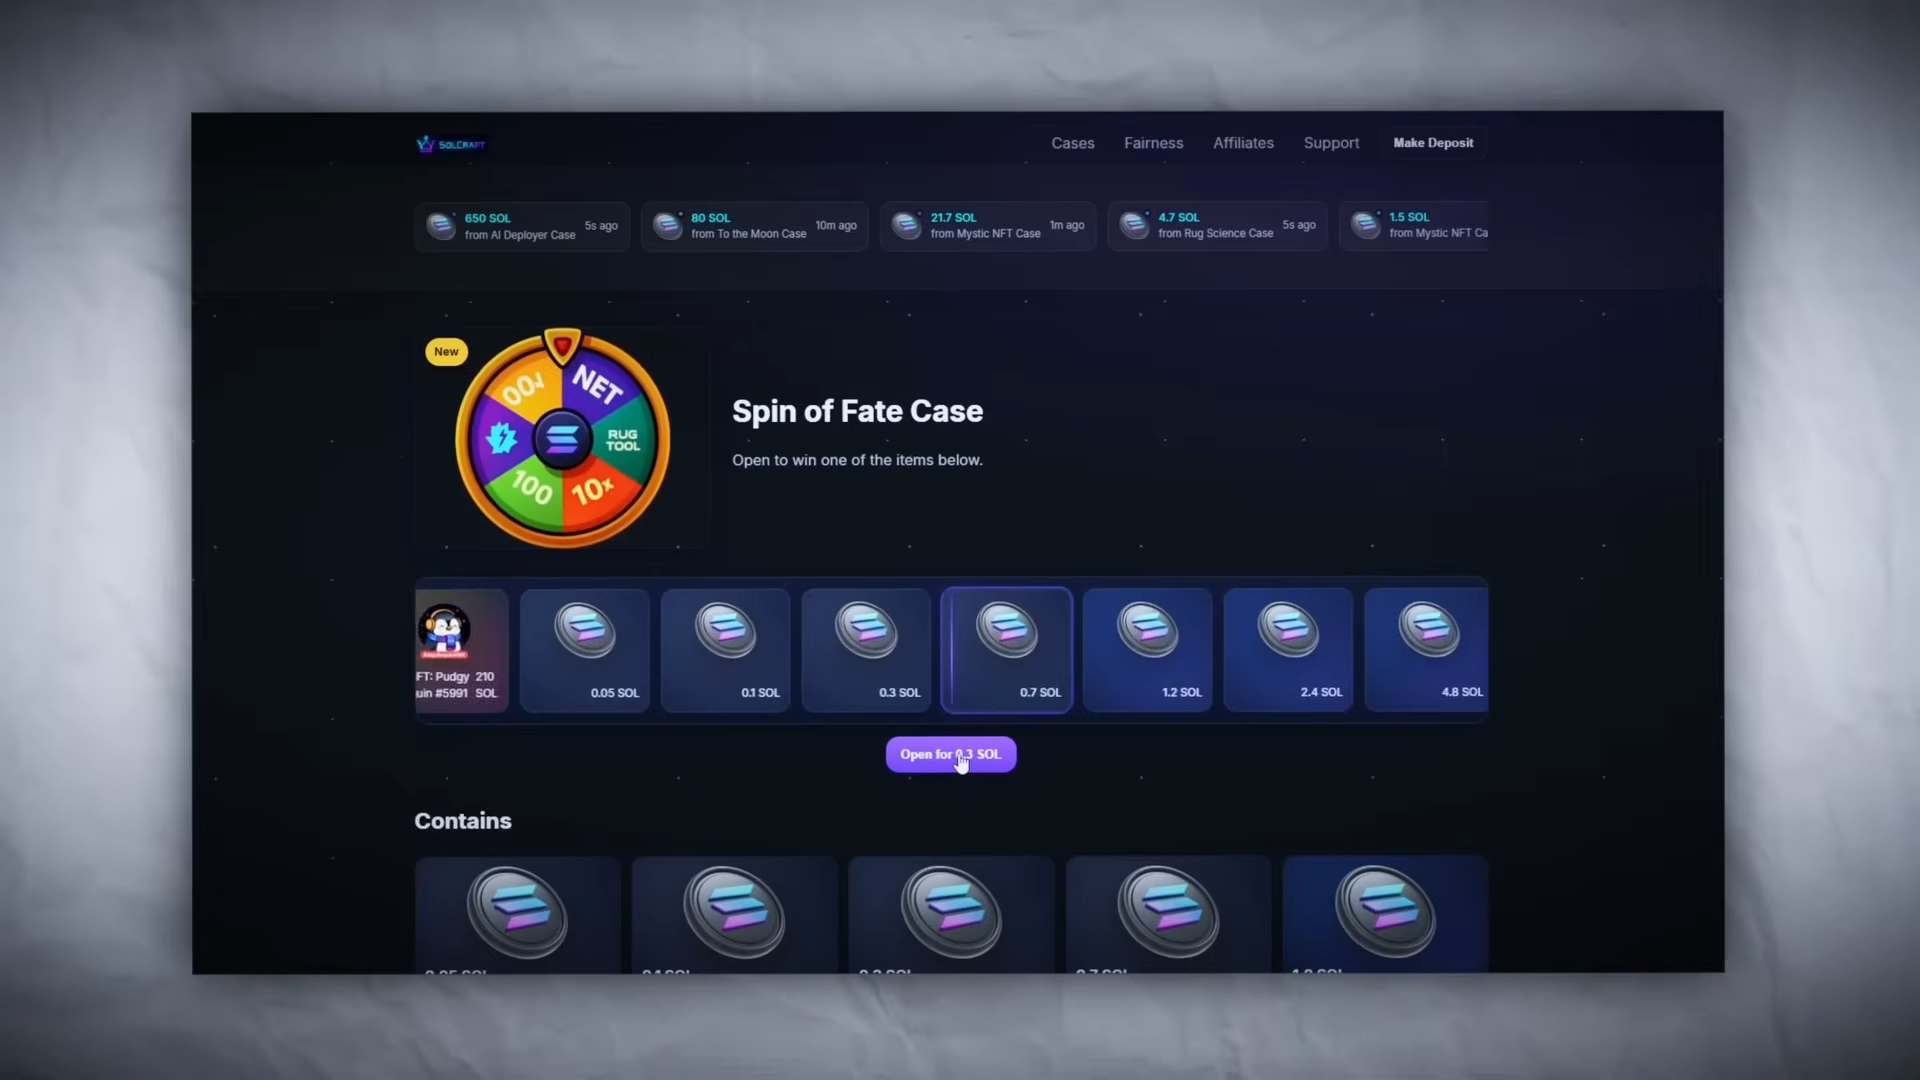 SOLCRAFT
Cases
Fairness
Affiliates
Support
Make Deposit
650 SOL
from AI Deployer Case
5s ago
80 SOL
from To the Moon Case
10m ago
21.7 SOL
from Mystic NFT Case
1m ago
4.7 SOL
from Rug Science Case
5s ago
1.5 SOL
from Mystic NFT Ca
New
100
NET
RUG
TOOL
10x
100
Spin of Fate Case
Open to win one of the items below.
FT: Pudgy 210
uin #5991 SOL
0.05 SOL
0.1 SOL
0.3 SOL
0.7 SOL
1.2 SOL
2.4 SOL
4.8 SOL
Open for 0.3 SOL
Contains